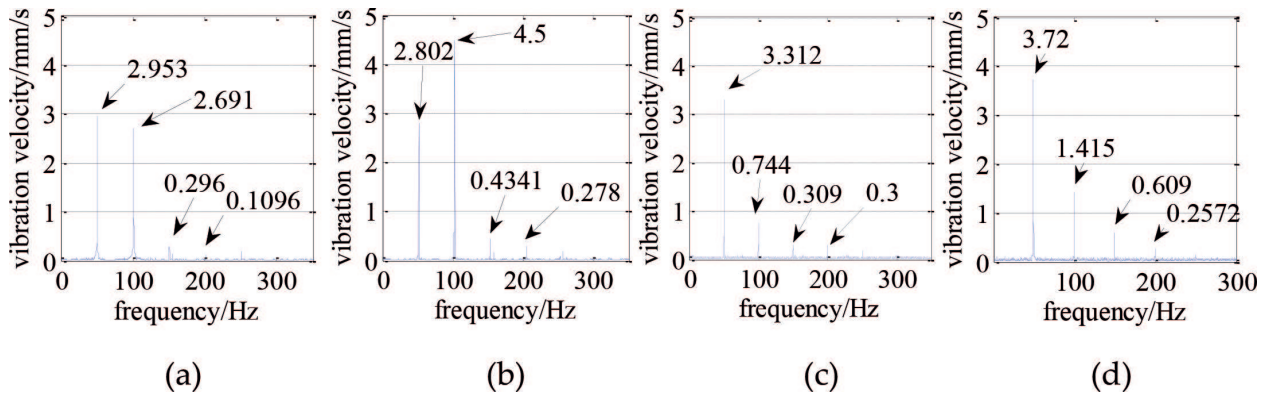 vibration velocity/mm/s
5
4
3
2
1
0
2.953
2.691
0.296
0.1096
0 100 200 300
frequency/Hz
(a)
vibration velocity/mm/s
5
4
3
2
1
0
2.802
4.5
0.4341
0.278
0 100 200 300
frequency/Hz
(b)
vibration velocity/mm/s
5
4
3
2
1
0
3.312
0.744
0.309
0.3
0 100 200 300
frequency/Hz
(c)
vibration velocity/mm/s
5
4
3
2
1
0
3.72
1.415
0.609
0.2572
0 100 200 300
frequency/Hz
(d)